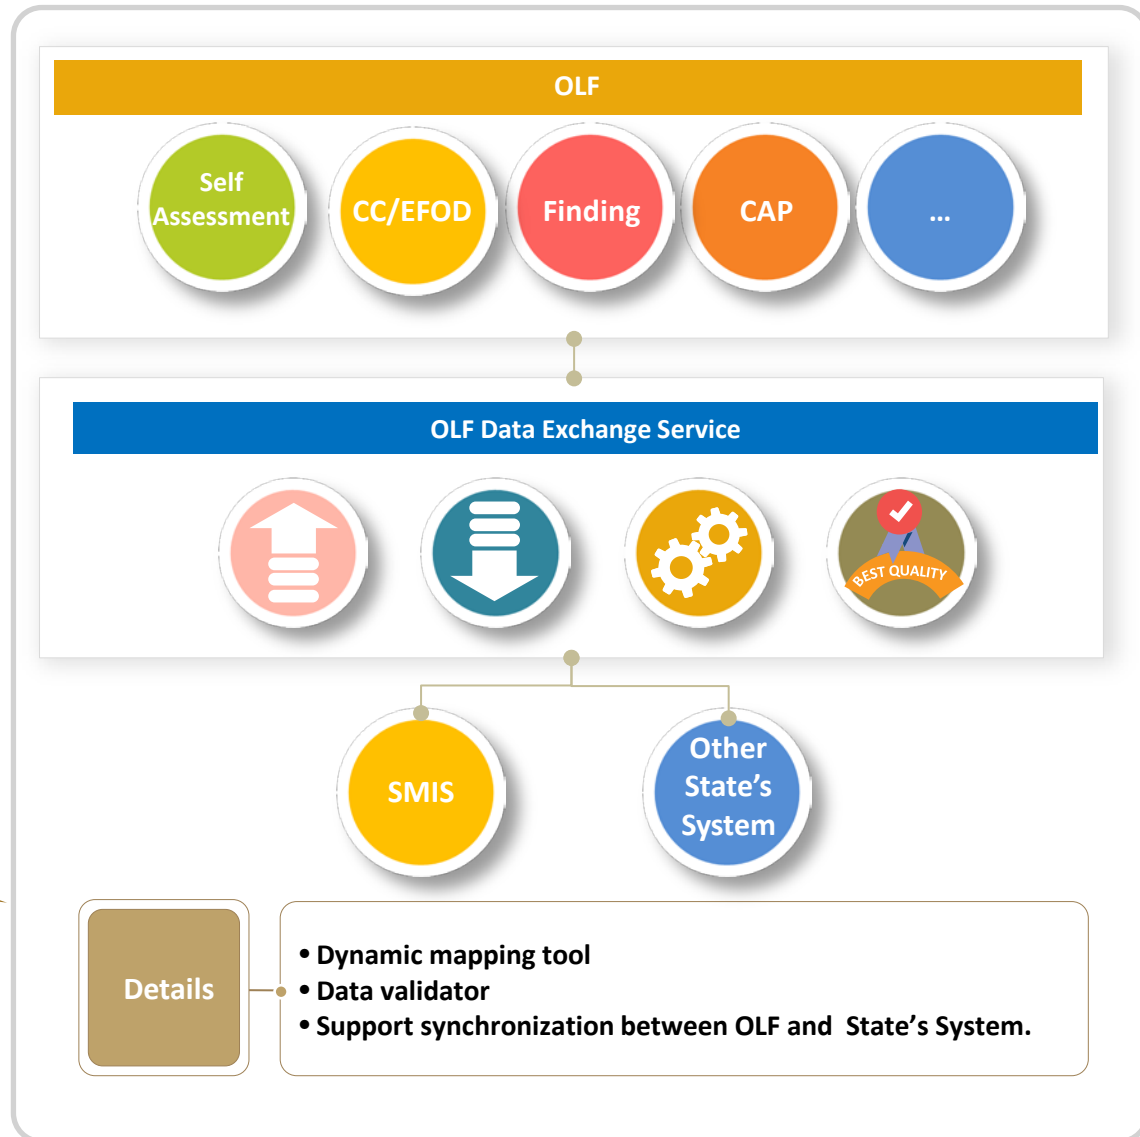 OLF
Self
Assessment
CC/EFOD
Finding
CAP
...
OLF Data Exchange Service
BEST QUALITY
SMIS
Other
State’s
System
Details
• Dynamic mapping tool
• Data validator
• Support synchronization between OLF and State’s System.